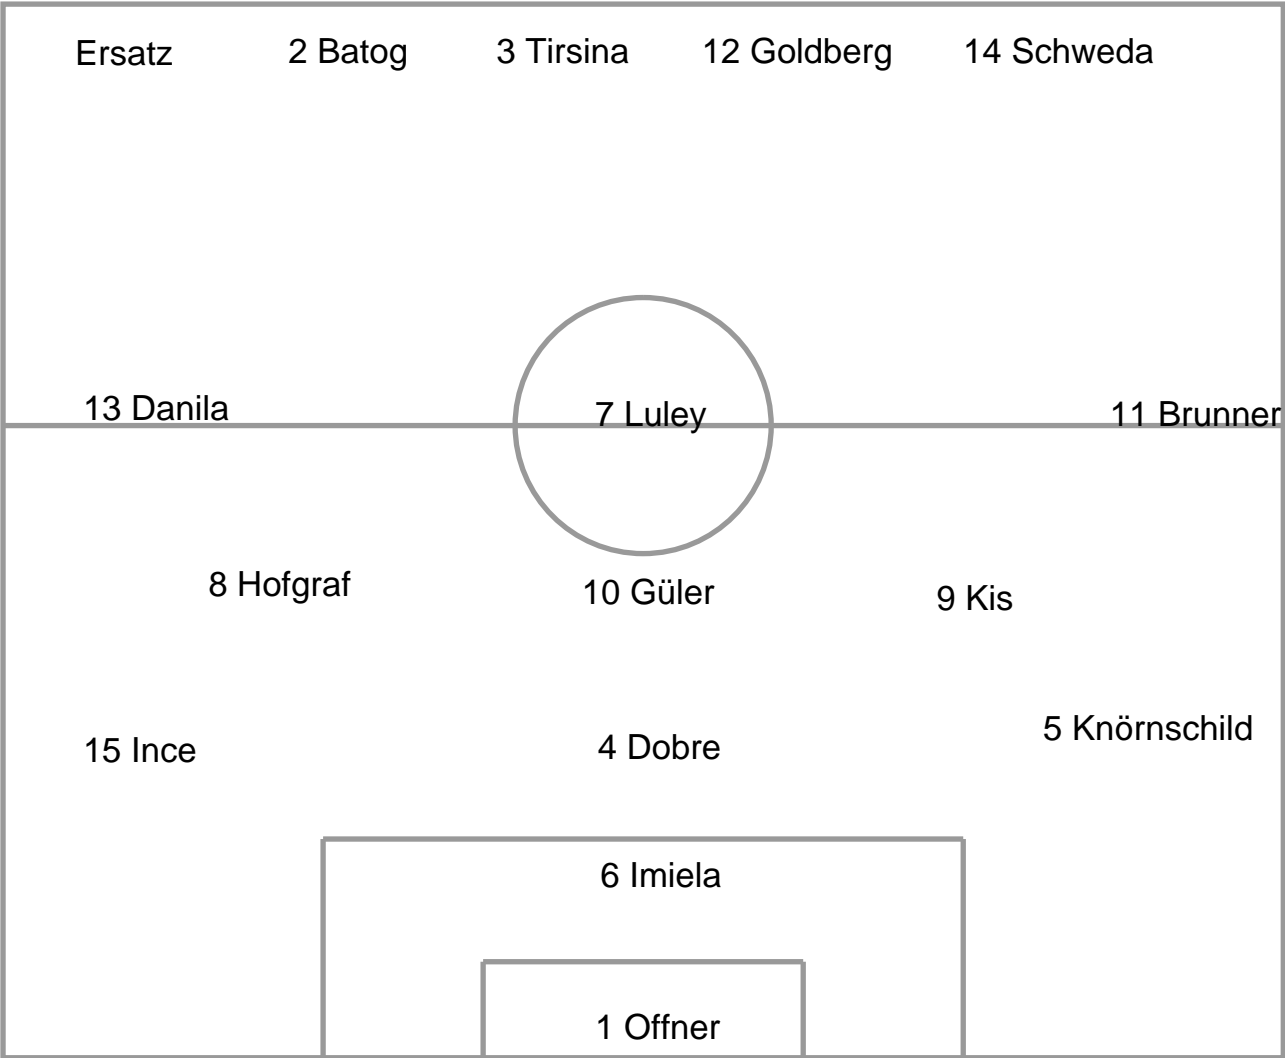 Ersatz 2 Batog 3 Tirsina 12 Goldberg 14 Schweda
13 Danila 7 Luley 11 Brunner
8 Hofgraf 10 Güler 9 Kis
15 Ince 4 Dobre 5 Knörnschild
6 Imiela
1 Offner